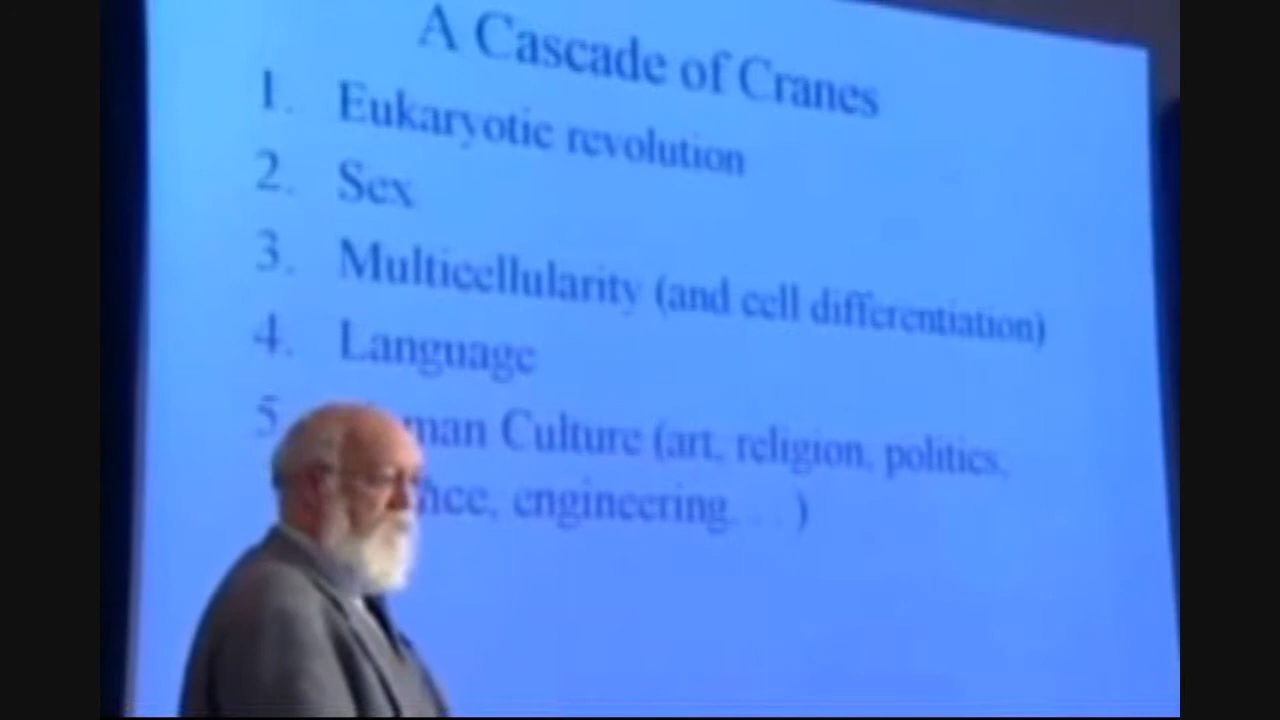 A Cascade of Cranes
1. Eukaryotic revolution
2. Sex
3. Multicellularity (and cell differentiation)
4. Language
5 man Culture (art, religion, politics,
nce, engineering. . . )